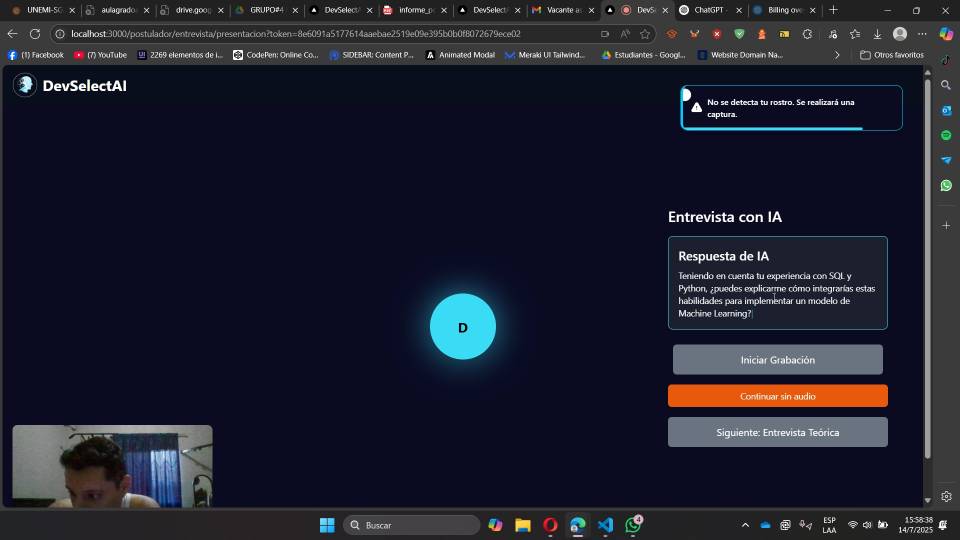 UNEMI-SG
aulagrado
drive.goog
GRUPO#4 -
DevSelectA
informe_p
DevSelectA
Vacante as
DevSe
ChatGPT -
Billing ove
localhost:3000/postulador/entrevista/presentacion?token=8e6091a5177614aaebae2519e09e395b0b0f8072679ece02
(1) Facebook
(7) YouTube
2269 elementos de i...
CodePen: Online Co...
SIDEBAR: Content P...
Animated Modal
Meraki UI Tailwind...
Estudiantes - Googl...
Website Domain Na...
Otros favoritos
DevSelectAI
No se detecta tu rostro. Se realizará una
captura.
Entrevista con IA
Respuesta de IA
Teniendo en cuenta tu experiencia con SQL y
Python, ¿puedes explicarme cómo integrarías estas
habilidades para implementar un modelo de
Machine Learning?
D
Iniciar Grabación
Continuar sin audio
Siguiente: Entrevista Teórica
Buscar
4
ESP
LAA
15:58:38
14/7/2025